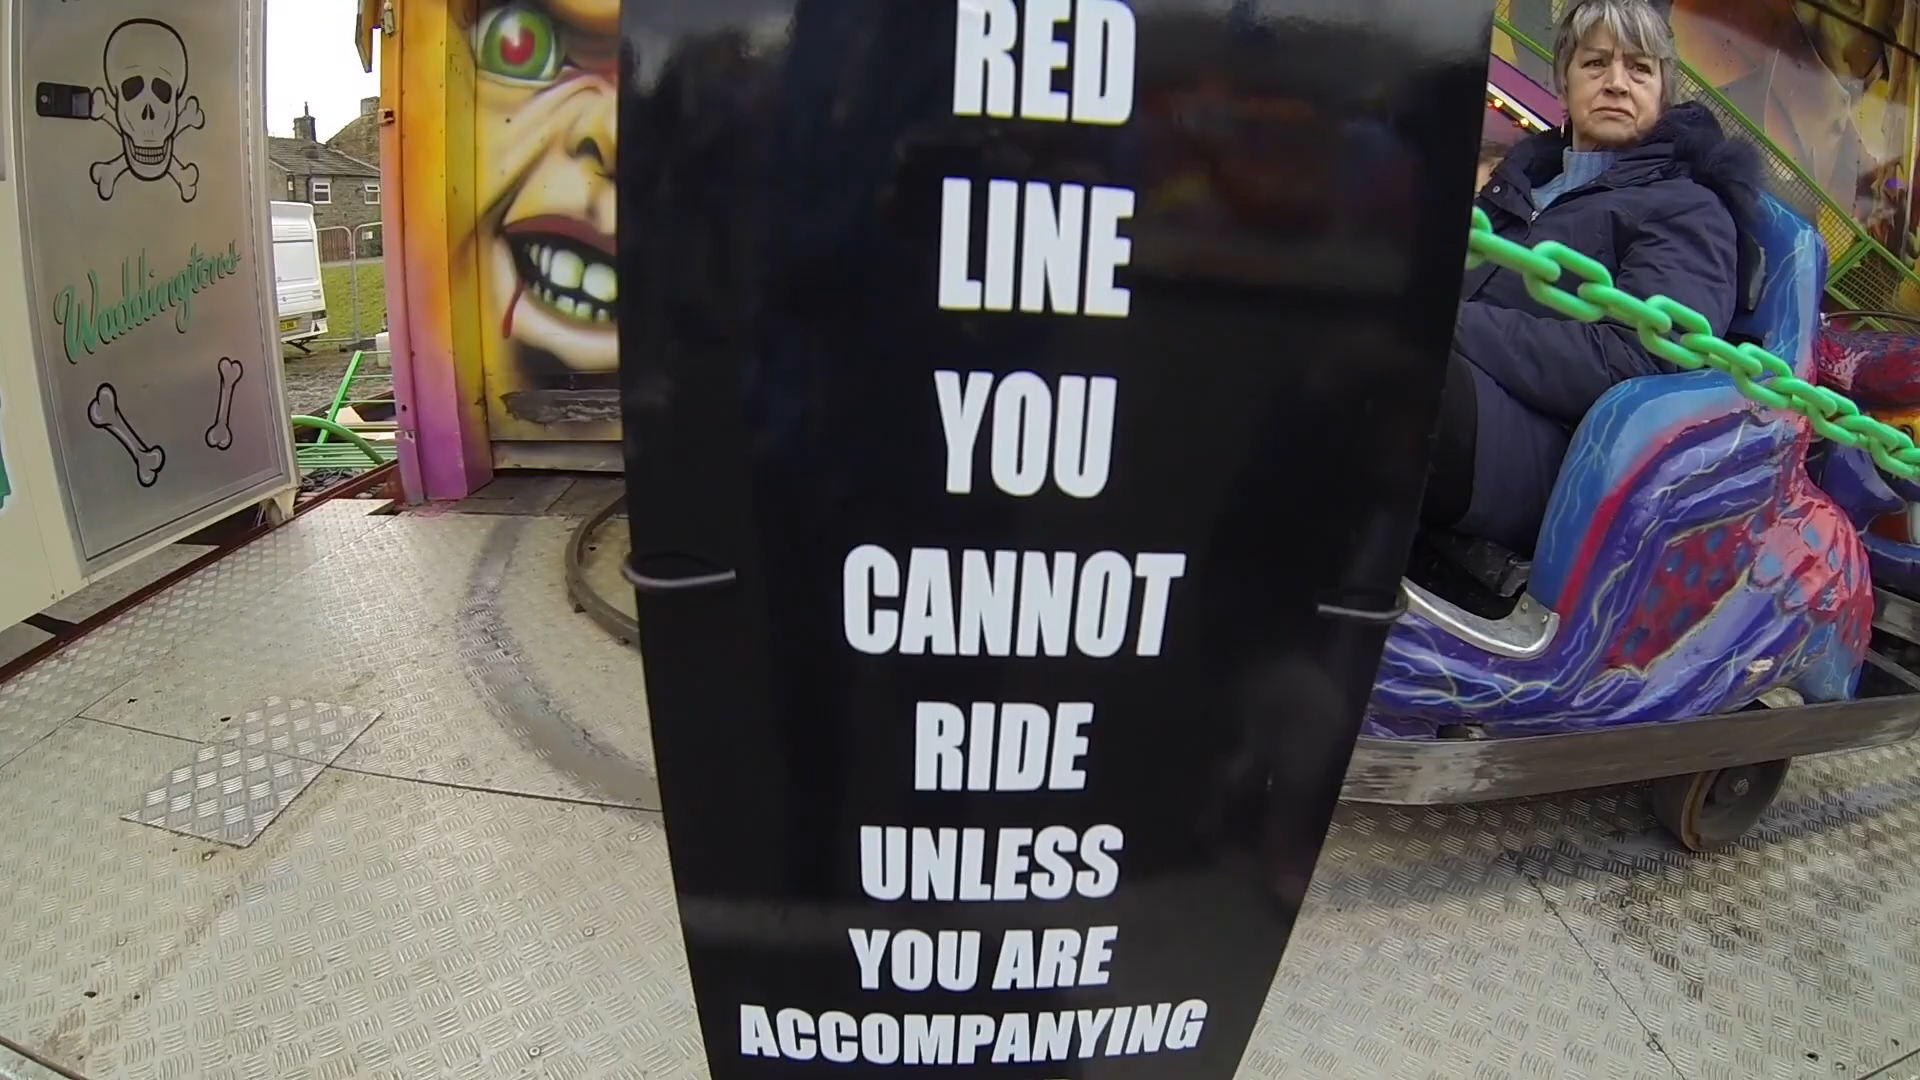 Waddingtons
RED
LINE
YOU
CANNOT
RIDE
UNLESS
YOU ARE
ACCOMPANYING